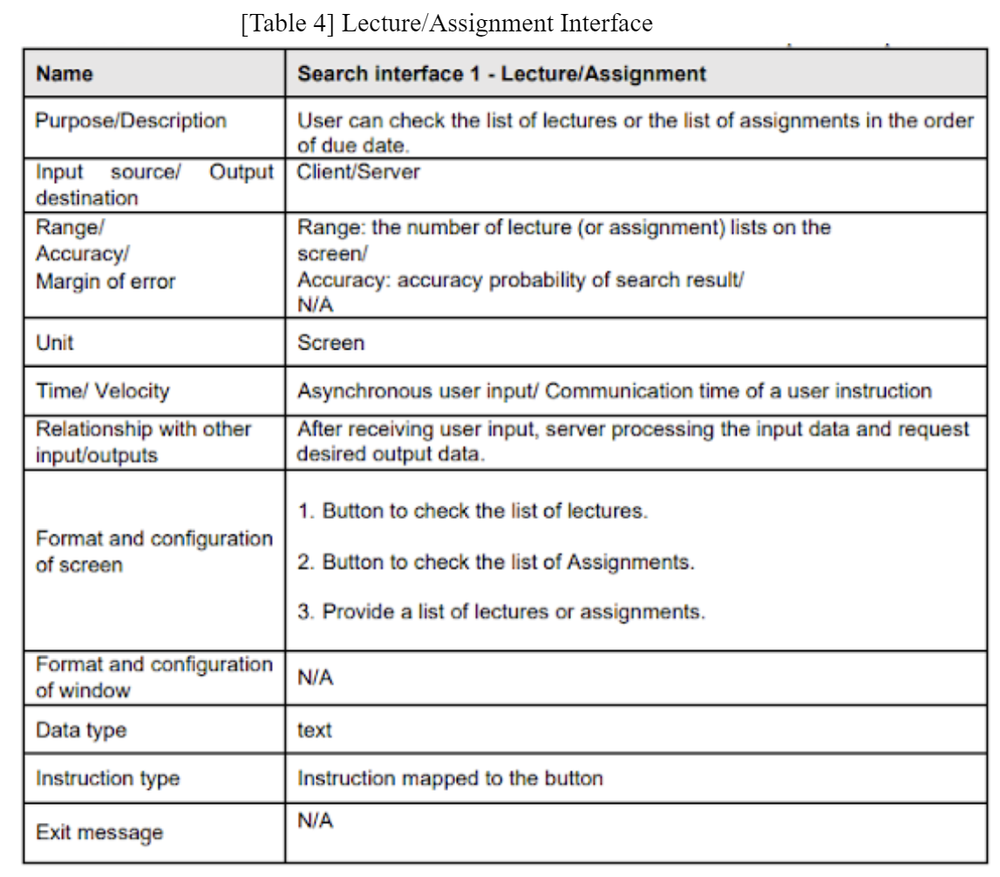 [Table 4] Lecture/Assignment Interface
Name
Search interface 1 - Lecture/Assignment
Purpose/Description
User can check the list of lectures or the list of assignments in the order
of due date.
Input source/ Output
destination
Client/Server
Range/
Accuracy/
Margin of error
Range: the number of lecture (or assignment) lists on the
screen/
Accuracy: accuracy probability of search result/
N/A
Unit
Screen
Time/ Velocity
Asynchronous user input/ Communication time of a user instruction
Relationship with other
input/outputs
After receiving user input, server processing the input data and request
desired output data.
Format and configuration
of screen
1. Button to check the list of lectures.
2. Button to check the list of Assignments.
3. Provide a list of lectures or assignments.
Format and configuration
of window
N/A
Data type
text
Instruction type
Instruction mapped to the button
Exit message
N/A